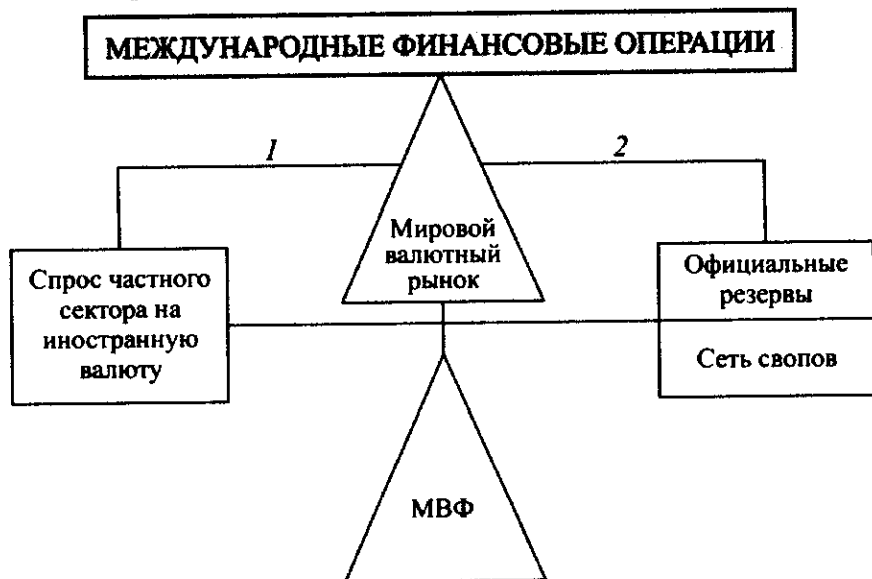 МЕЖДУНАРОДНЫЕ ФИНАНСОВЫЕ ОПЕРАЦИИ
1
2
Мировой
валютный
рынок
Спрос частного
сектора на
иностранную
валюту
Официальные
резервы
Сеть свопов
МВФ